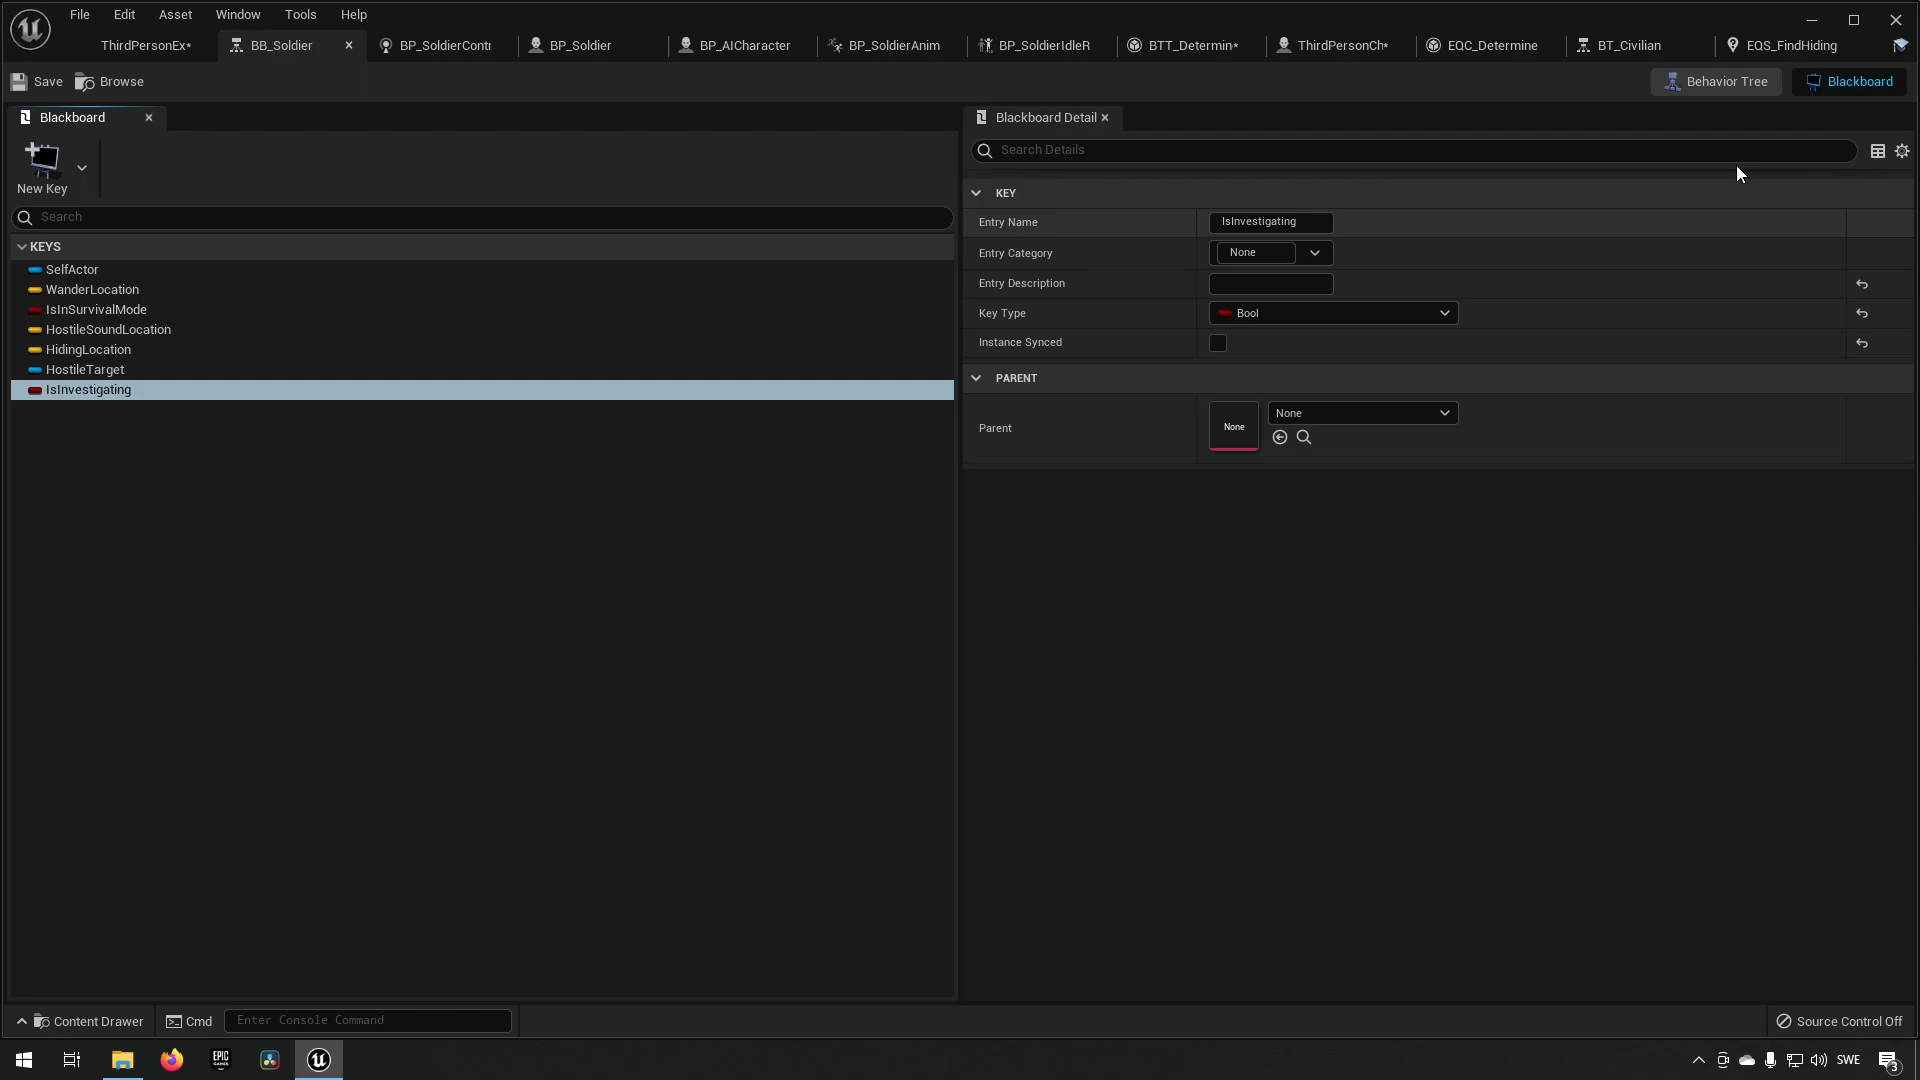 File Edit Asset Window Tools Help
ThirdPersonEx* BB_Soldier BP_SoldierContr BP_Soldier BP_AICharacter BP_SoldierAnim BP_SoldierIdleR BTT_Determin* ThirdPersonCh* EQC_Determine BT_Civilian EQS_FindHiding
Save Browse Behavior Tree Blackboard
Blackboard
New Key
Search
KEYS
SelfActor
WanderLocation
IsInSurvivalMode
HostileSoundLocation
HidingLocation
HostileTarget
IsInvestigating
Blackboard Detail
Search Details
KEY
Entry Name IsInvestigating
Entry Category None
Entry Description
Key Type Bool
Instance Synced
PARENT
Parent None None
Content Drawer Cmd Enter Console Command Source Control Off
EPIC GAMES SWE 3